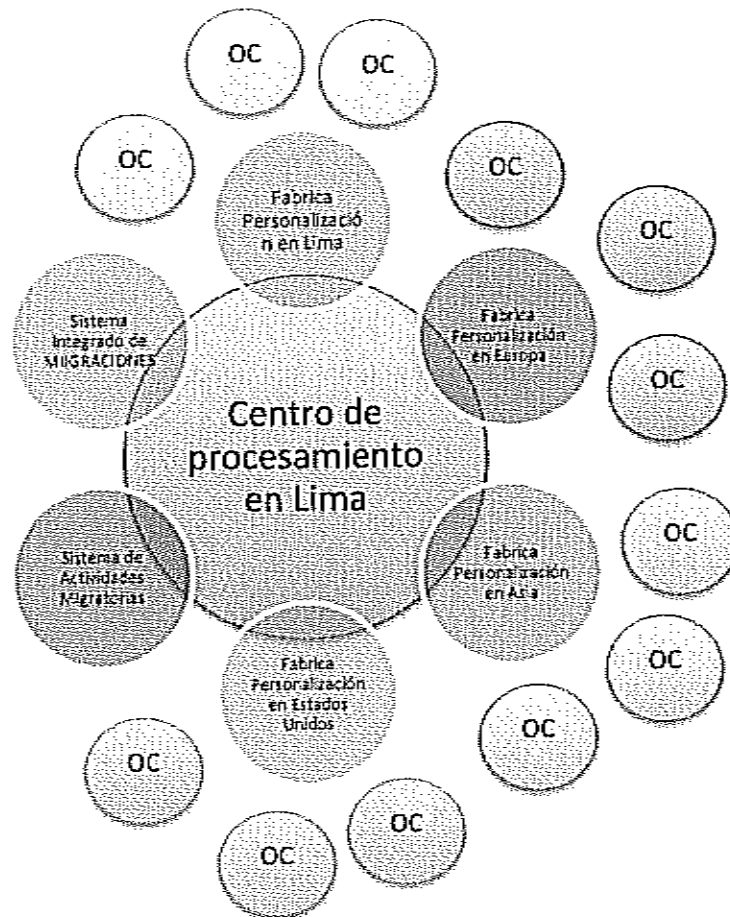 OC
OC
OC
OC
OC
OC
OC
OC
OC
OC
OC
OC
Fabrica
Personalizació
n en Lima
Sistema
Integrado de
MIIGRACIONES
Fabrica
Personalización
en Europa
Centro de
procesamiento
en Lima
Sistema de
Actividades
Migratorias
Fabrica
Personalización
en Asia
Fabrica
Personalización
en Estados
Unidos